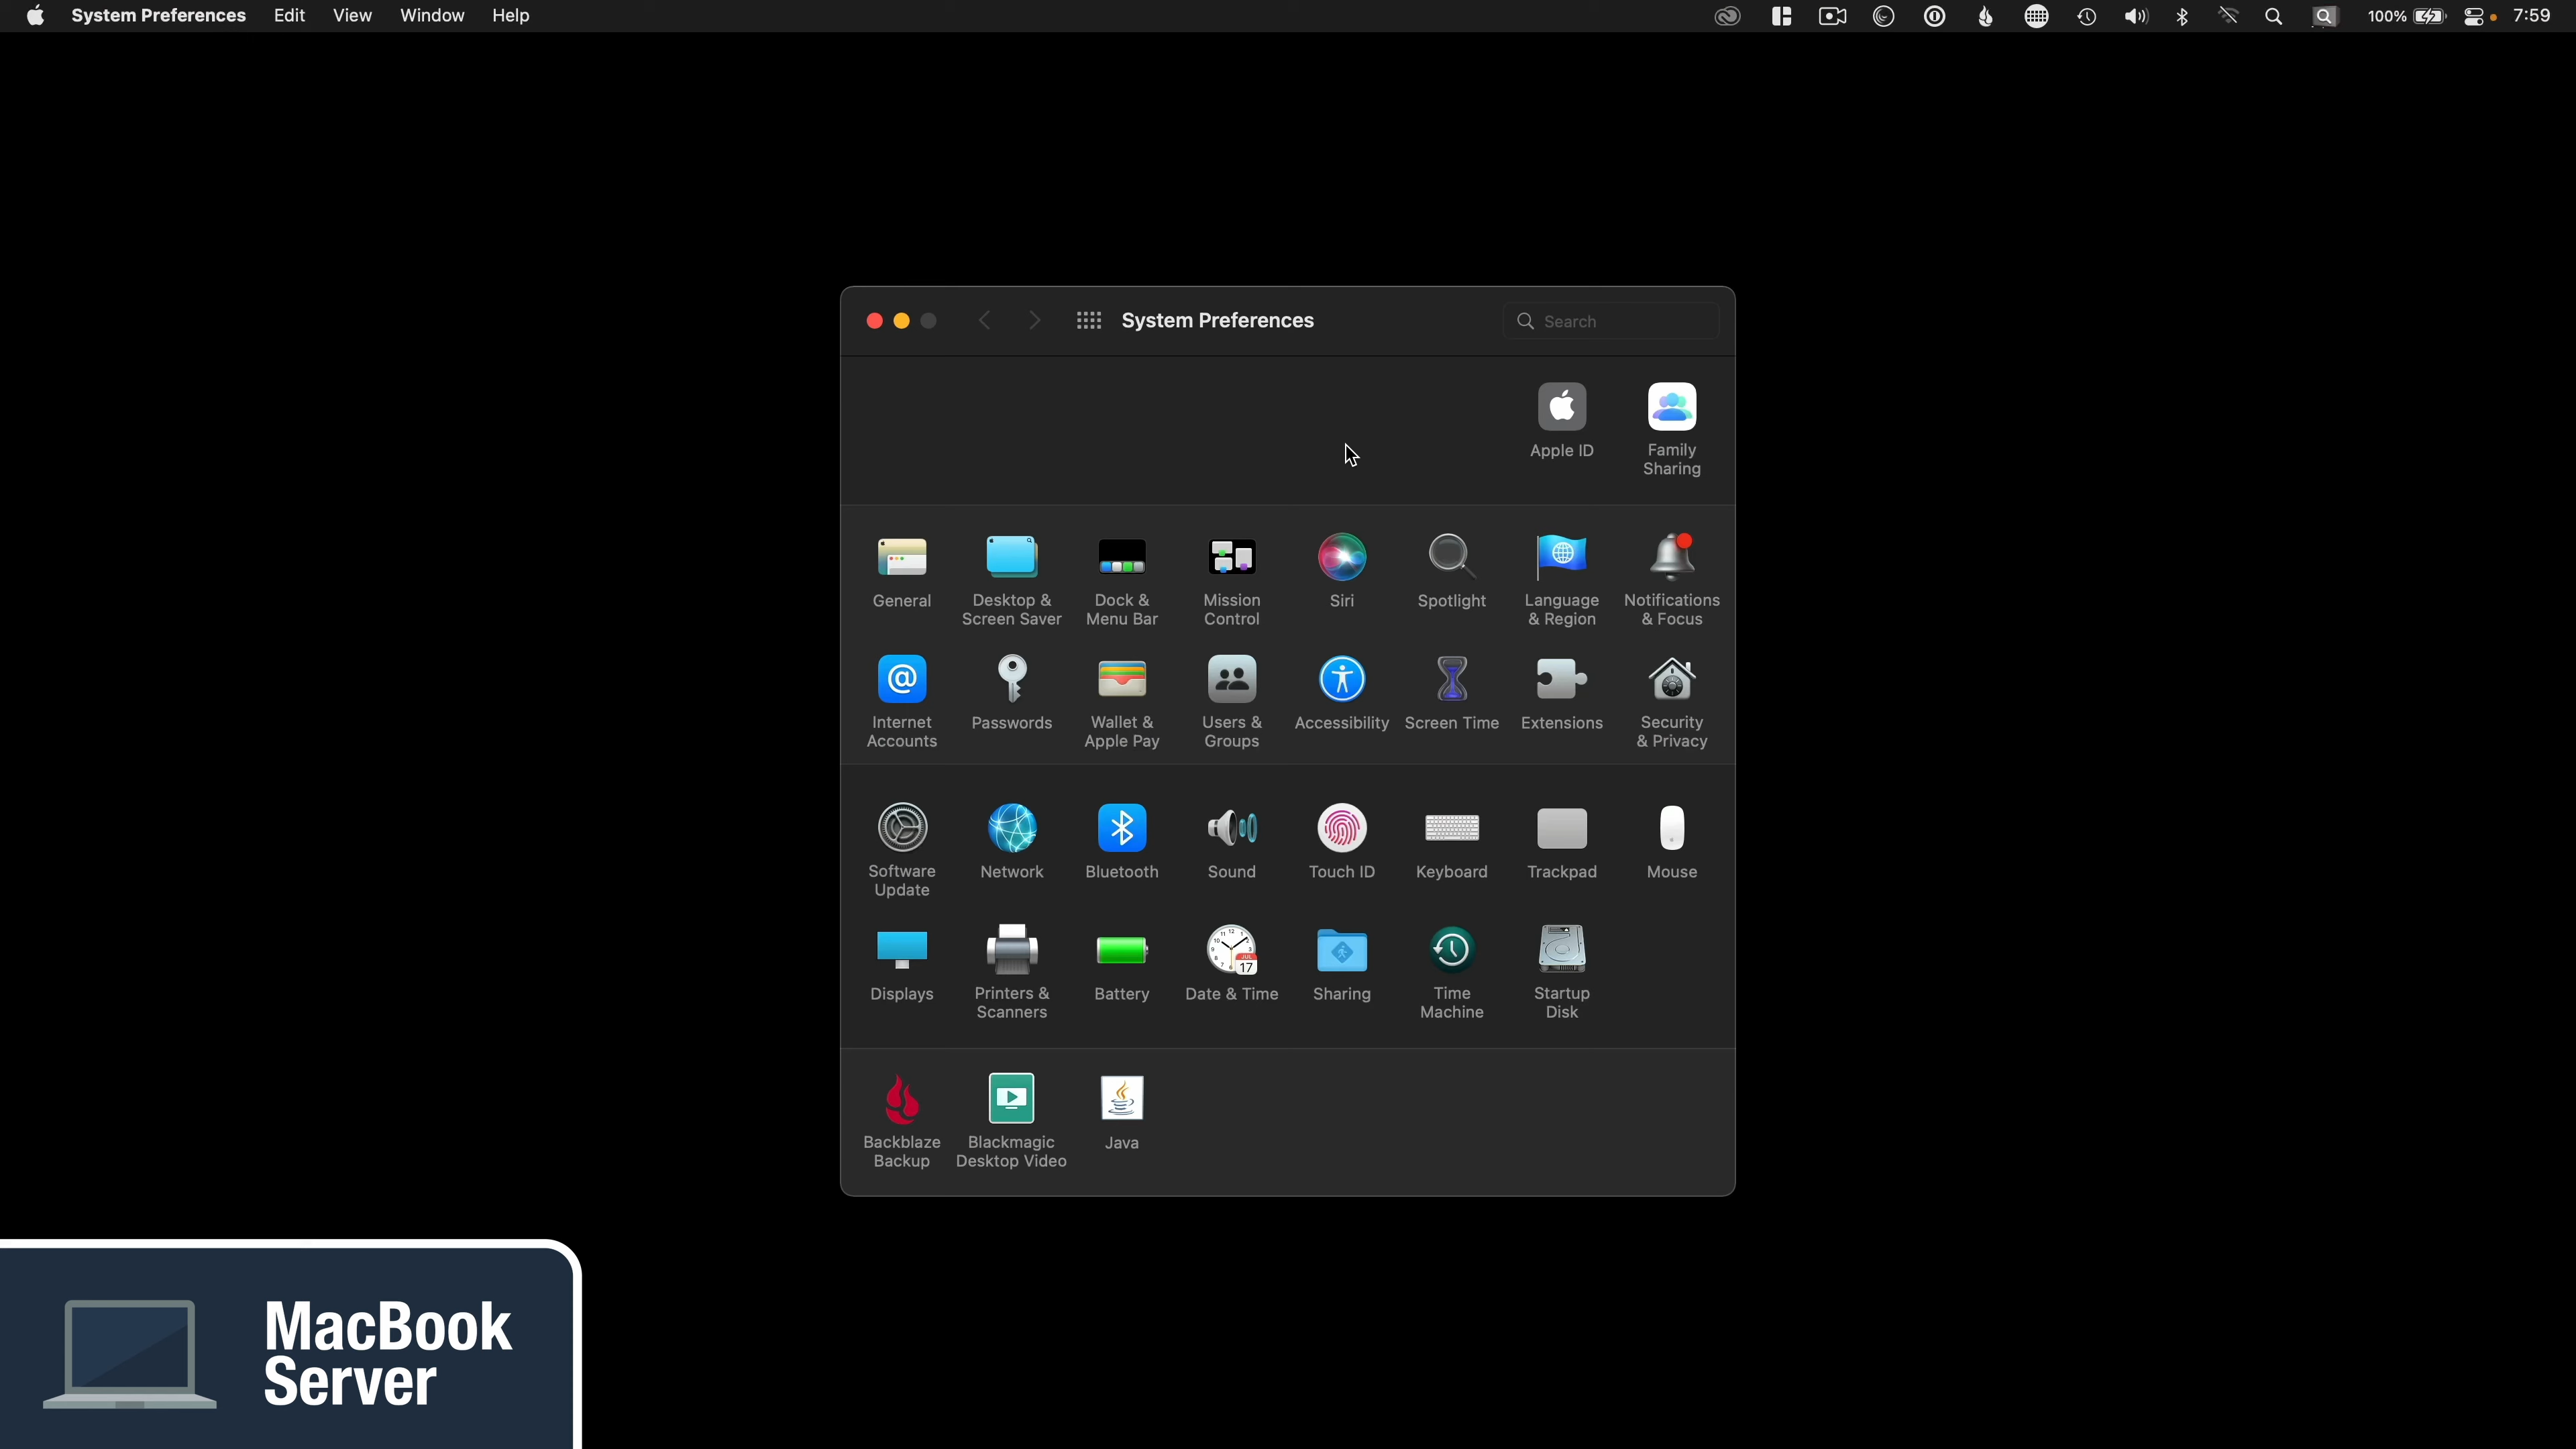 System Preferences Edit View Window Help 100% 7:59
System Preferences Search
Apple ID Family
Sharing
General Desktop &
Screen Saver Dock &
Menu Bar Mission
Control Siri Spotlight Language
& Region Notifications
& Focus
Internet
Accounts Passwords Wallet &
Apple Pay Users &
Groups Accessibility Screen Time Extensions Security
& Privacy
Software
Update Network Bluetooth Sound Touch ID Keyboard Trackpad Mouse
JUL
17
Displays Printers &
Scanners Battery Date & Time Sharing Time
Machine Startup
Disk
Backblaze
Backup Blackmagic
Desktop Video Java
MacBook
Server